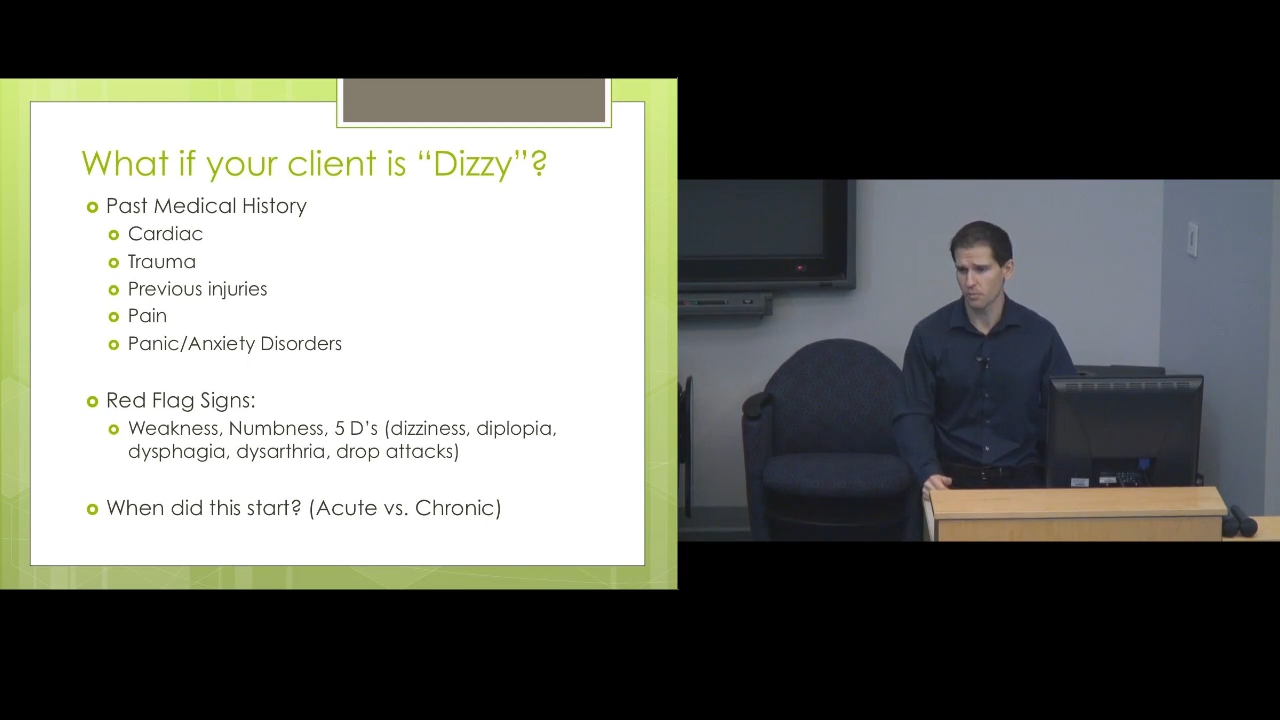 What if your client is “Dizzy”?
Past Medical History
Cardiac
Trauma
Previous injuries
Pain
Panic/Anxiety Disorders
Red Flag Signs:
Weakness, Numbness, 5 D’s (dizziness, diplopia,
dysphagia, dysarthria, drop attacks)
When did this start? (Acute vs. Chronic)